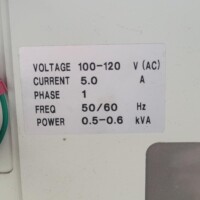 VOLTAGE 100-120 V (AC)
CURRENT 5.0 A
PHASE 1
FREQ 50/60 Hz
POWER 0.5-0.6 kVA